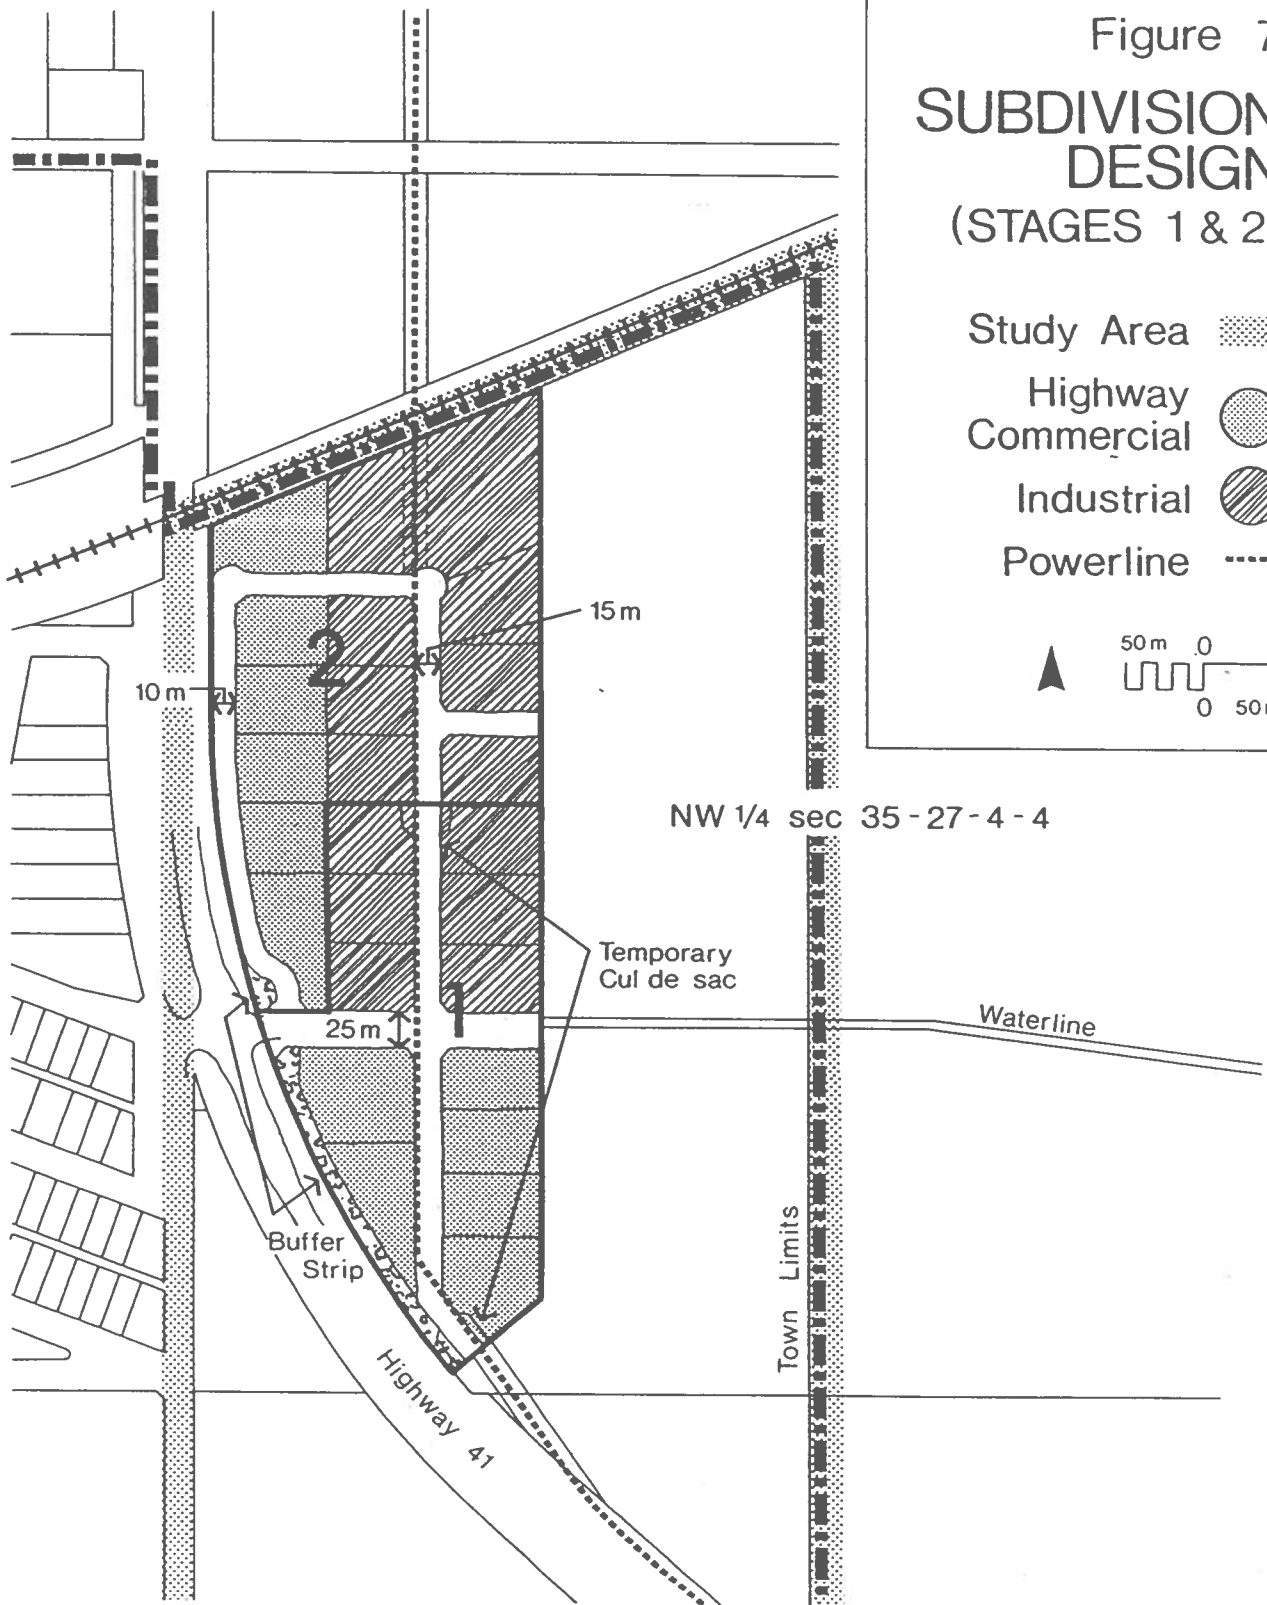 Figure 7
SUBDIVISION
DESIGN
(STAGES 1 & 2
Study Area
Highway
Commercial
Industrial
Powerline
50 m 0
0 50
15 m
2
10 m
NW 1/4 sec 35 - 27 - 4 - 4
Temporary
Cul de sac
1
25 m
Waterline
Buffer
Strip
Town Limits
Highway 41